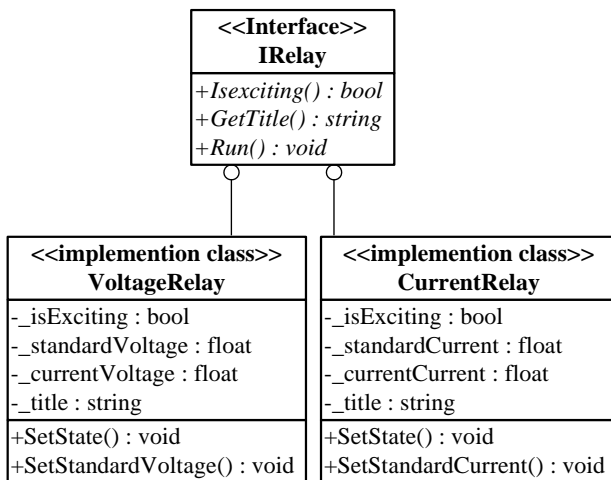 <<Interface>>
IRelay
+Isexciting() : bool
+GetTitle() : string
+Run() : void
<<implemention class>>
VoltageRelay
-_isExciting : bool
-_standardVoltage : float
-_currentVoltage : float
-_title : string
+SetState() : void
+SetStandardVoltage() : void
<<implemention class>>
CurrentRelay
-_isExciting : bool
-_standardCurrent : float
-_currentCurrent : float
-_title : string
+SetState() : void
+SetStandardCurrent() : void